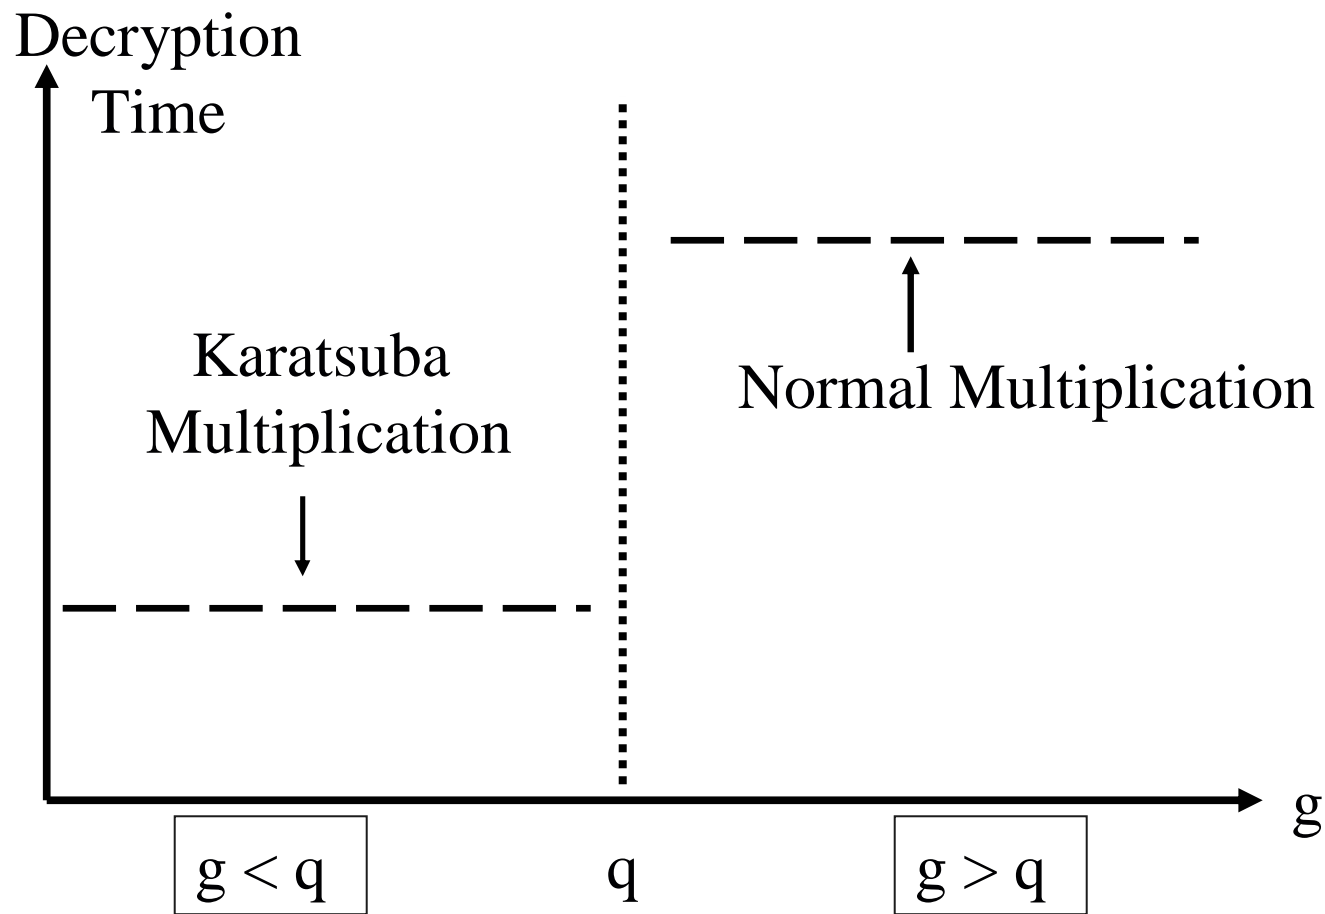 Decryption
Time
Karatsuba
Multiplication
Normal Multiplication
g
g < q
q
g > q